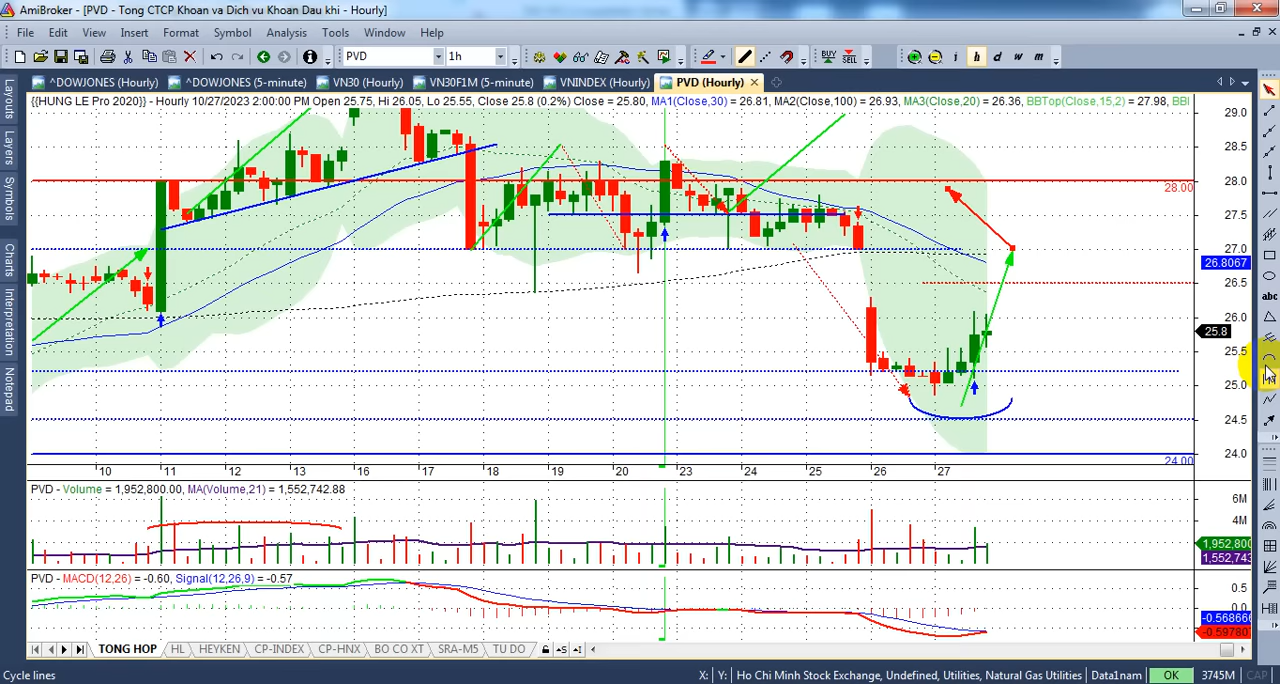 AmiBroker - [PVD - Tong CTCP Khoan va Dich vu Khoan Dau khi - Hourly]
File Edit View Insert Format Symbol Analysis Tools Window Help
PVD 1h BUY SELL i h d w m
^DOWJONES (Hourly) ^DOWJONES (5-minute) VN30 (Hourly) VN30F1M (5-minute) VNINDEX (Hourly) PVD (Hourly)
Layouts
Layers
Symbols
Charts
Interpretation
Notepad
{{HUNG LE Pro 2020}} - Hourly 10/27/2023 2:00:00 PM Open 25.75, Hi 26.05, Lo 25.55, Close 25.8 (0.2%) Close = 25.80, MA1(Close,30) = 26.81, MA2(Close,100) = 26.93, MA3(Close,20) = 26.36, BBTop(Close,15,2) = 27.98, BBI
29.0
28.5
28.0
28.00
27.5
27.0
26.8067
26.5
26.0
25.8
25.5
25.0
24.5
24.0
24.00
abc
10 11 12 13 16 17 18 19 20 23 24 25 26 27
PVD - Volume = 1,952,800.00, MA(Volume,21) = 1,552,742.88
6M
4M
1,952,800
1,552,743
PVD - MACD(12,26) = -0.60, Signal(12,26,9) = -0.57
0.5
0.0
-0.568666
-0.59780
TONG HOP HL HEYKEN CP-INDEX CP-HNX BO CO XT SRA-M5 TU DO
Cycle lines X: Y: Ho Chi Minh Stock Exchange, Undefined, Utilities, Natural Gas Utilities Data1nam OK 3745M CAP